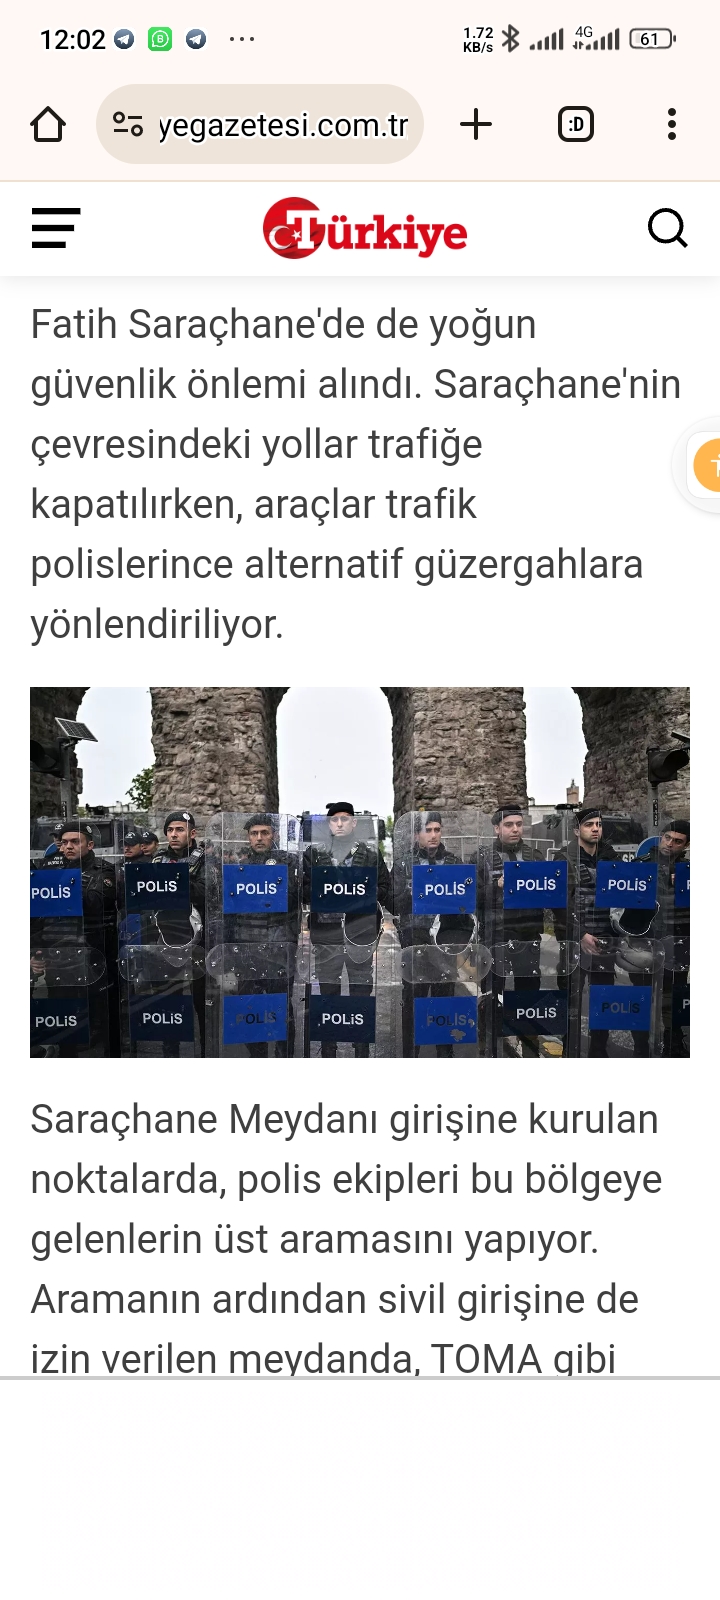 12:02
1.72
KB/s
4G
61
yegazetesi.com.tr
:D
Türkiye
Fatih Saraçhane'de de yoğun
güvenlik önlemi alındı. Saraçhane'nin
çevresindeki yollar trafiğe
kapatılırken, araçlar trafik
polislerince alternatif güzergahlara
yönlendiriliyor.
POLİS POLİS POLİS POLİS POLİS POLİS POLİS P
POLİS POLİS POLİS POLİS POLİS POLİS POLİS P
Saraçhane Meydanı girişine kurulan
noktalarda, polis ekipleri bu bölgeye
gelenlerin üst aramasını yapıyor.
Aramanın ardından sivil girişine de
izin verilen meydanda, TOMA gibi